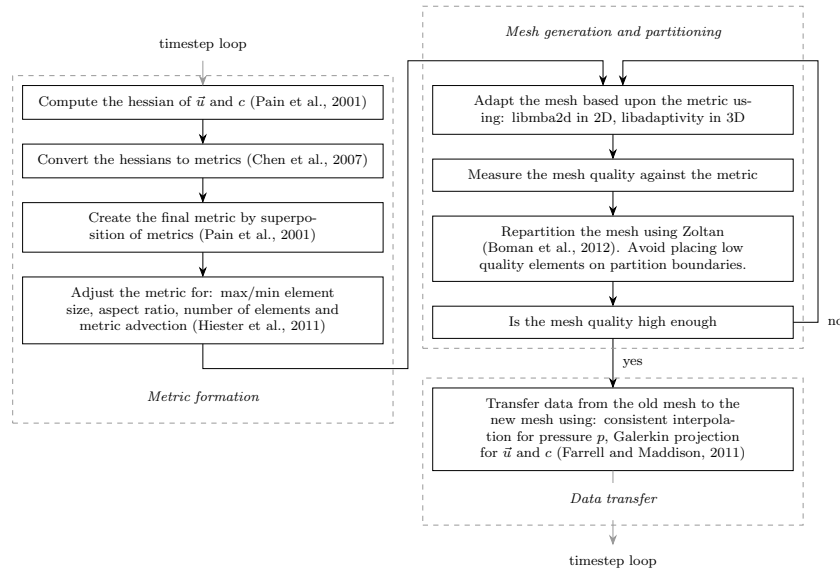 timestep loop
Compute the hessian of u⃗ and c (Pain et al., 2001)
Convert the hessians to metrics (Chen et al., 2007)
Create the final metric by superpo-
sition of metrics (Pain et al., 2001)
Adjust the metric for: max/min element
size, aspect ratio, number of elements and
metric advection (Hiester et al., 2011)
Metric formation
Mesh generation and partitioning
Adapt the mesh based upon the metric us-
ing: libmba2d in 2D, libadaptivity in 3D
Measure the mesh quality against the metric
Repartition the mesh using Zoltan
(Boman et al., 2012). Avoid placing low
quality elements on partition boundaries.
Is the mesh quality high enough
no
yes
Transfer data from the old mesh to the
new mesh using: consistent interpola-
tion for pressure p, Galerkin projection
for u⃗ and c (Farrell and Maddison, 2011)
Data transfer
timestep loop